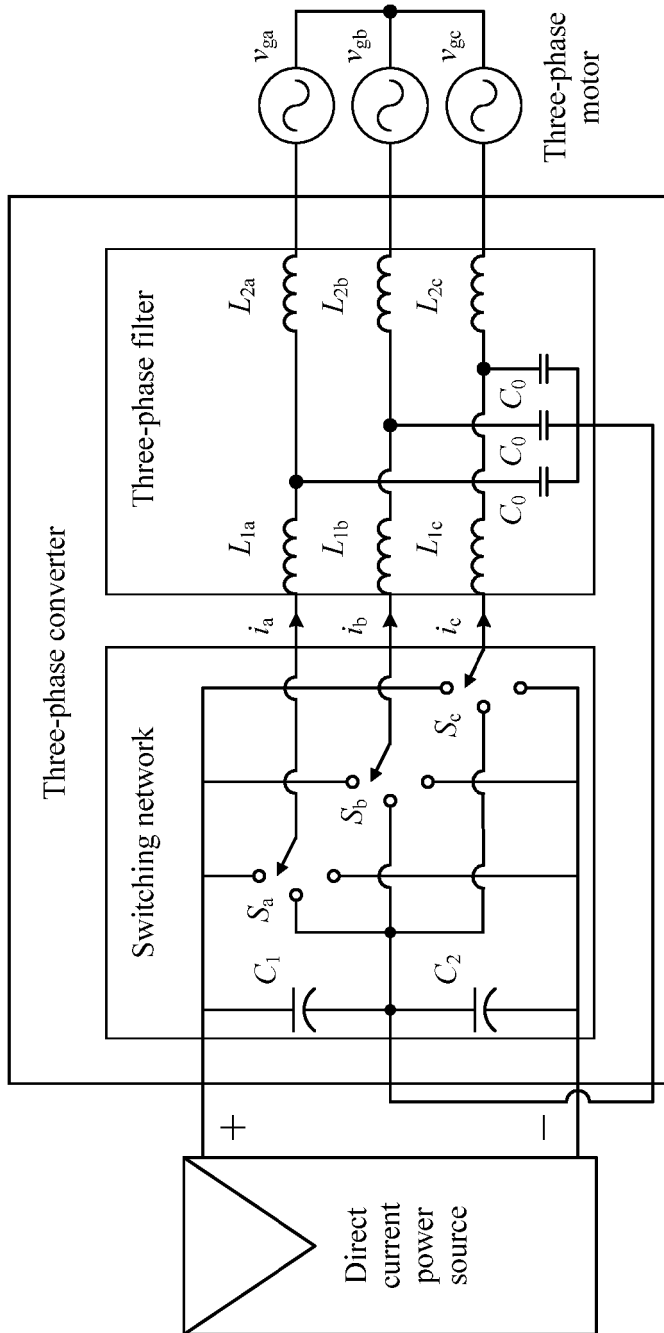 Three-phase converter
Switching network
Three-phase filter
Direct
current
power
source
+
−
C1
C2
Sa
Sb
Sc
ia
ib
ic
L1a
L1b
L1c
C0
C0
C0
L2a
L2b
L2c
vga
vgb
vgc
Three-phase
motor